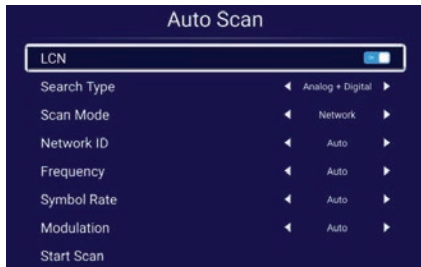 Auto Scan
LCN
Search Type Analog + Digital
Scan Mode Network
Network ID Auto
Frequency Auto
Symbol Rate Auto
Modulation Auto
Start Scan